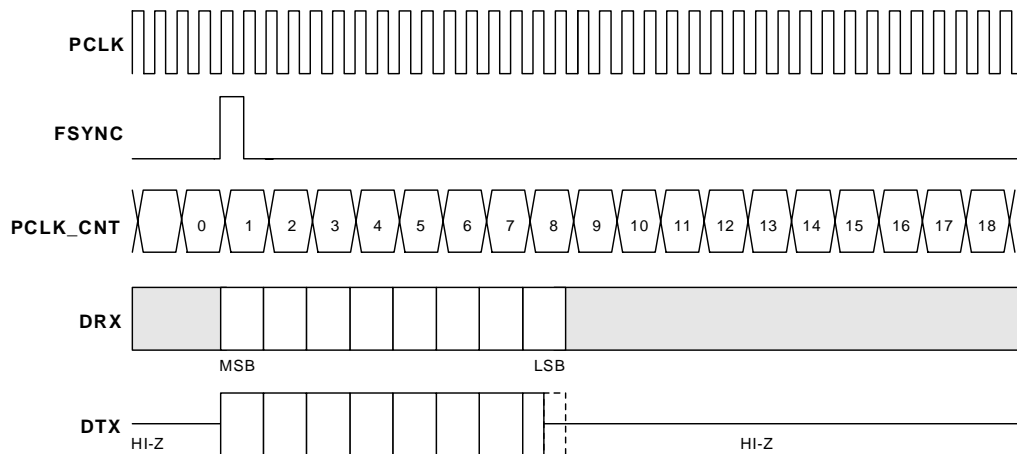 PCLK
FSYNC
PCLK_CNT 0 1 2 3 4 5 6 7 8 9 10 11 12 13 14 15 16 17 18
DRX
MSB LSB
DTX
HI-Z HI-Z